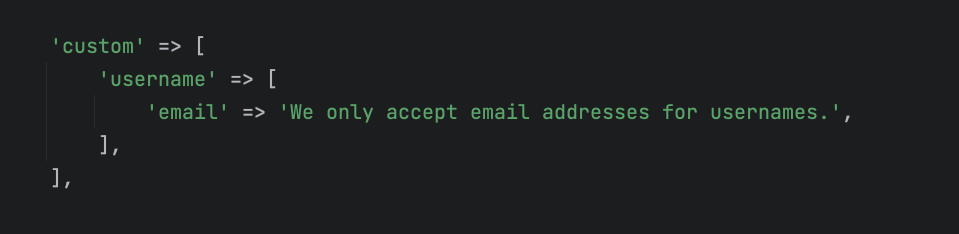 'custom' => [
    'username' => [
        'email' => 'We only accept email addresses for usernames.',
    ],
],